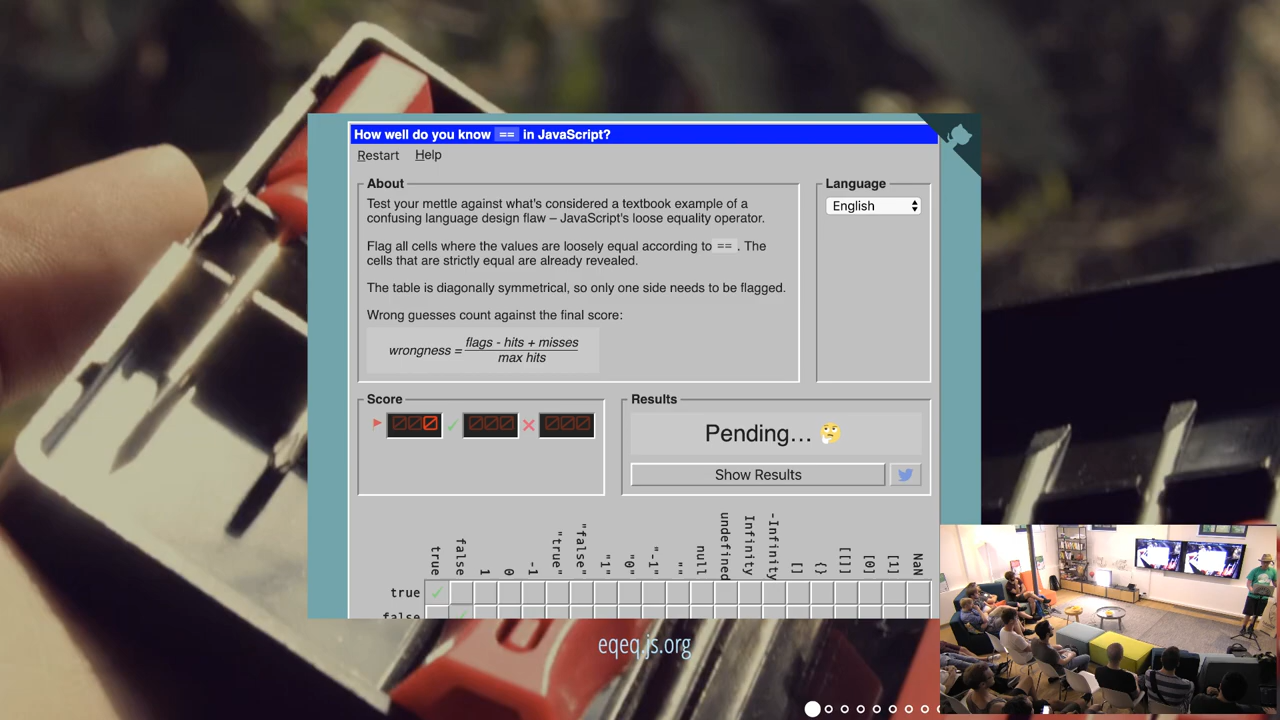 How well do you know == in JavaScript?
Restart Help
About
Test your mettle against what's considered a textbook example of a
confusing language design flaw – JavaScript's loose equality operator.
Flag all cells where the values are loosely equal according to == . The
cells that are strictly equal are already revealed.
The table is diagonally symmetrical, so only one side needs to be flagged.
Wrong guesses count against the final score:
wrongness = flags - hits + misses
max hits
Language
English
Score
Results
Pending… 🤔
Show Results
true
false
1
0
-1
"true"
"false"
"1"
"0"
"-1"
""
null
undefined
Infinity
-Infinity
[]
{}
[[]]
[0]
[1]
NaN
true
false
eqeq.js.org